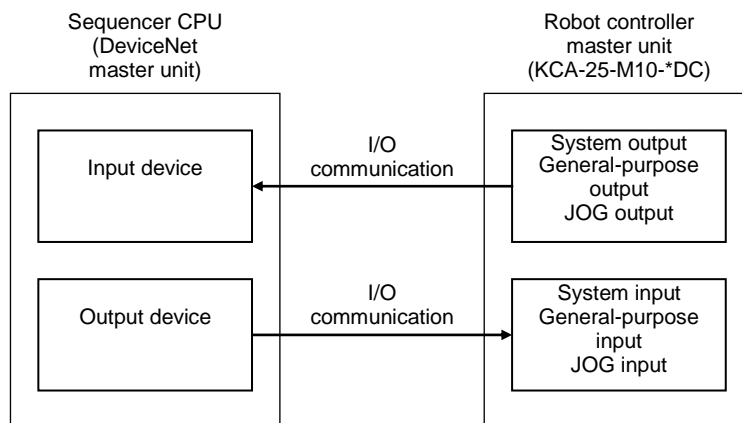 Sequencer CPU
(DeviceNet
master unit)
Robot controller
master unit
(KCA-25-M10-*DC)
Input device
I/O
communication
System output
General-purpose
output
JOG output
Output device
I/O
communication
System input
General-purpose
input
JOG input